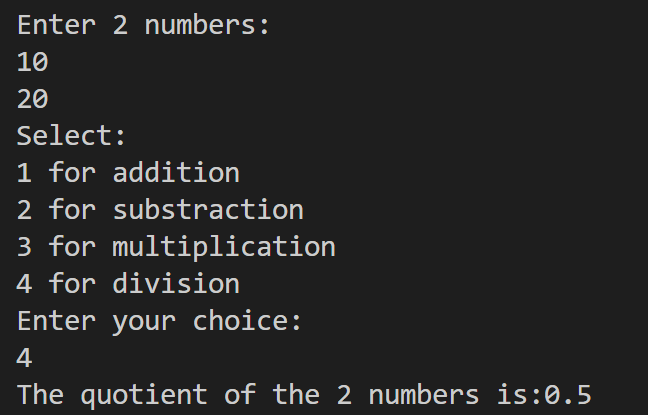 Enter 2 numbers:
10
20
Select:
1 for addition
2 for substraction
3 for multiplication
4 for division
Enter your choice:
4
The quotient of the 2 numbers is:0.5